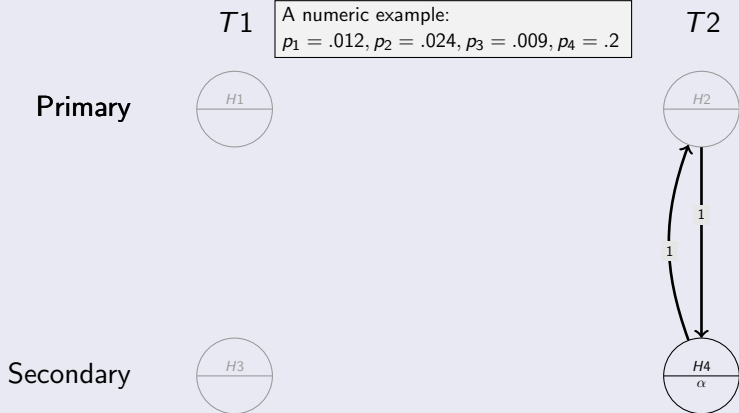 T1
A numeric example:
p₁ = .012, p₂ = .024, p₃ = .009, p₄ = .2
T2
Primary
H1
H2
1
1
Secondary
H3
H4
α